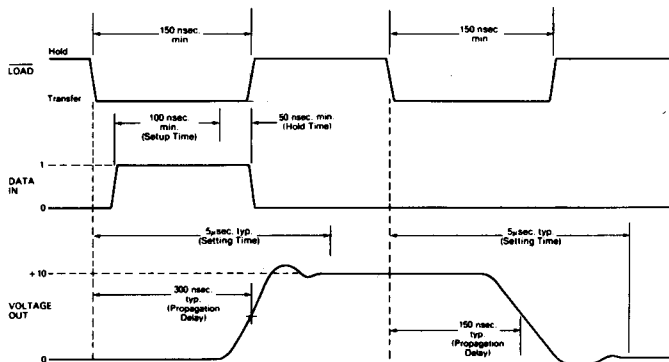 150 nsec.
min
150 nsec.
min
Hold
LOAD
Transfer
100 nsec
min.
(Setup Time)
50 nsec. min
(Hold Time)
1
DATA
IN
0
5μsec. typ.
(Setting Time)
5μsec. typ
(Setting Time)
+10
300 nsec.
typ.
(Propagation
Delay)
VOLTAGE
OUT
150 nsec
typ.
(Propagation
Delay)
0